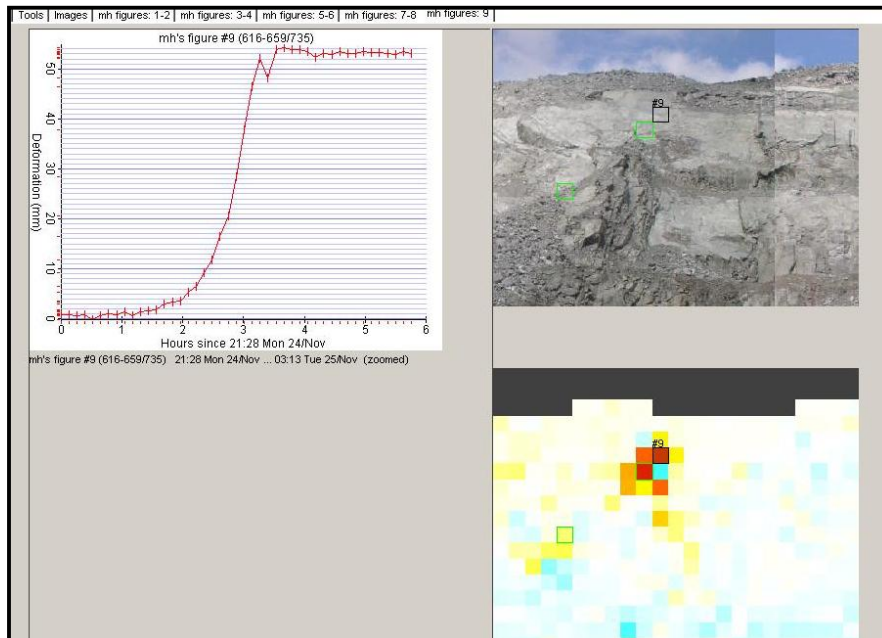 Tools | Images | mh figures: 1-2 | mh figures: 3-4 | mh figures: 5-6 | mh figures: 7-8 | mh figures: 9
mh's figure #9 (616-659/735)
Deformation (mm)
50
40
30
20
10
0
0 1 2 3 4 5 6
Hours since 21:28 Mon 24/Nov
mh's figure #9 (616-659/735) 21:28 Mon 24/Nov ... 03:13 Tue 25/Nov (zoomed)
#9
#9